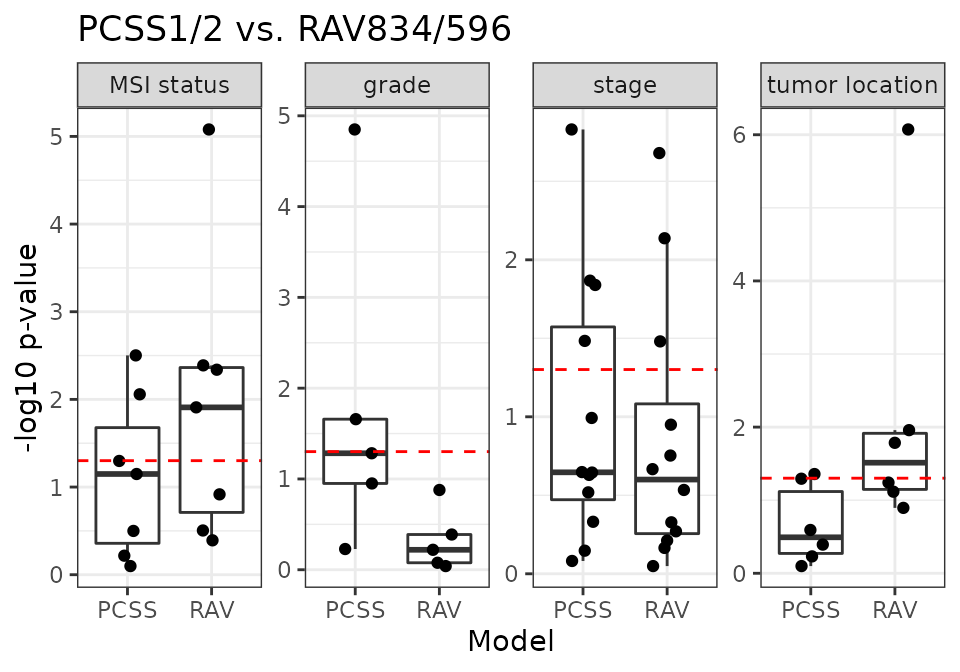 PCSS1/2 vs. RAV834/596
MSI status
grade
stage
tumor location
-log10 p-value
5
4
3
2
1
0
5
4
3
2
1
0
2
1
0
6
4
2
0
PCSS RAV
PCSS RAV
PCSS RAV
PCSS RAV
Model